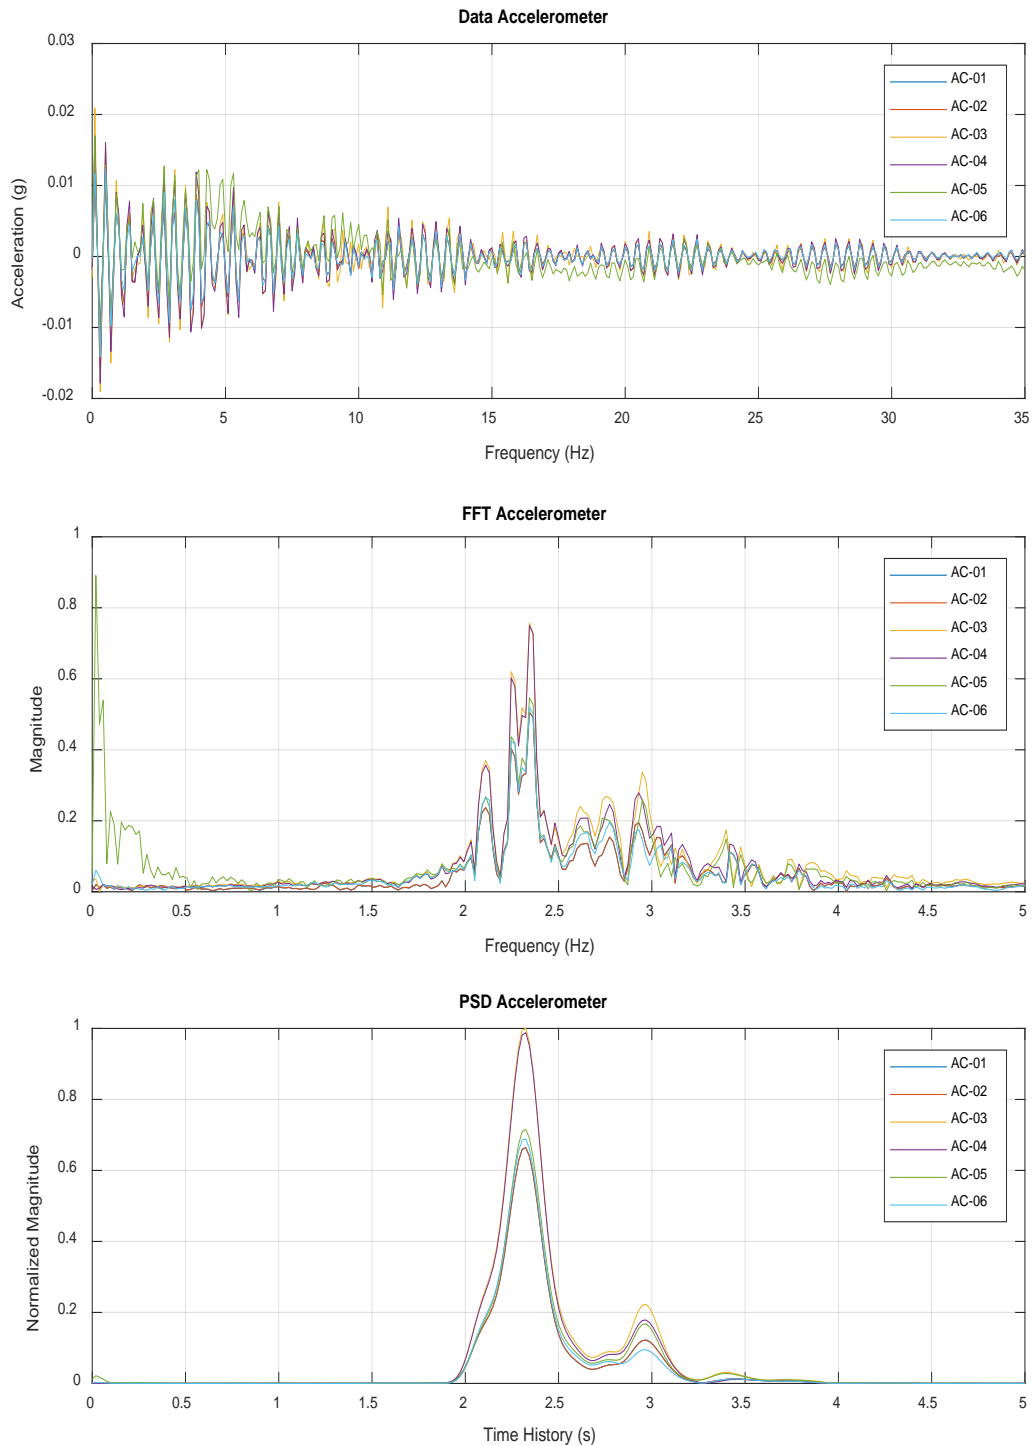 Data Accelerometer
0.03
0.02
0.01
0
-0.01
-0.02
Acceleration (g)
AC-01
AC-02
AC-03
AC-04
AC-05
AC-06
0 5 10 15 20 25 30 35
Frequency (Hz)
FFT Accelerometer
1
0.8
0.6
0.4
0.2
0
Magnitude
AC-01
AC-02
AC-03
AC-04
AC-05
AC-06
0 0.5 1 1.5 2 2.5 3 3.5 4 4.5 5
Frequency (Hz)
PSD Accelerometer
1
0.8
0.6
0.4
0.2
0
Normalized Magnitude
AC-01
AC-02
AC-03
AC-04
AC-05
AC-06
0 0.5 1 1.5 2 2.5 3 3.5 4 4.5 5
Time History (s)